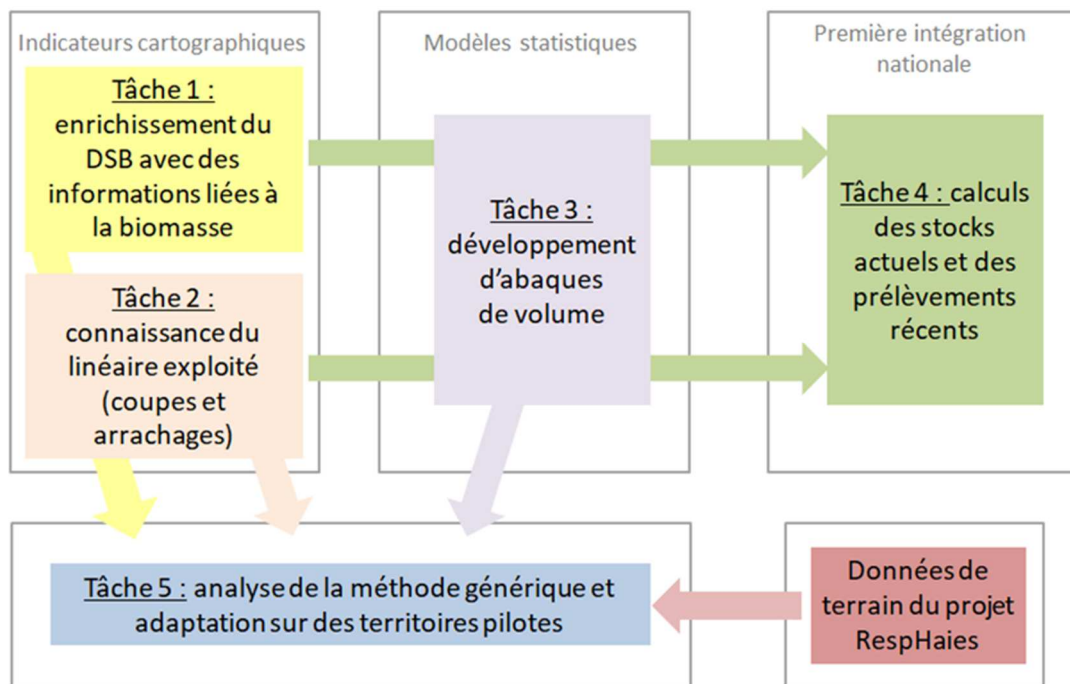 Indicateurs cartographiques
Tâche 1 :
enrichissement du
DSB avec des
informations liées à
la biomasse
Tâche 2 :
connaissance du
linéaire exploité
(coupes et
arrachages)
Modèles statistiques
Tâche 3 :
développement
d'abaques
de volume
Première intégration
nationale
Tâche 4 : calculs
des stocks
actuels et des
prélèvements
récents
Tâche 5 : analyse de la méthode générique et
adaptation sur des territoires pilotes
Données de
terrain du projet
RespHaies